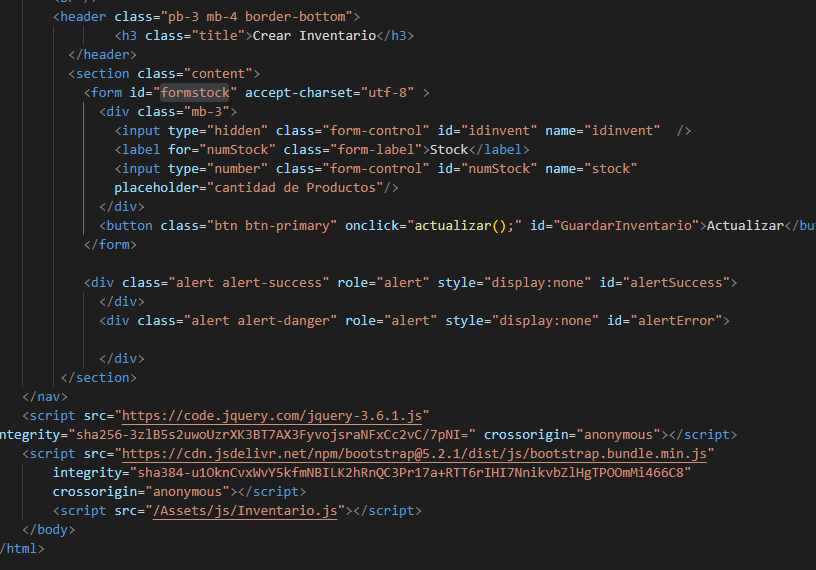 <header class="pb-3 mb-4 border-bottom">
<h3 class="title">Crear Inventario</h3>
</header>
<section class="content">
<form id="formstock" accept-charset="utf-8" >
<div class="mb-3">
<input type="hidden" class="form-control" id="idinvent" name="idinvent"  />
<label for="numStock" class="form-label">Stock</label>
<input type="number" class="form-control" id="numStock" name="stock"
placeholder="cantidad de Productos"/>
</div>
<button class="btn btn-primary" onclick="actualizar();" id="GuardarInventario">Actualizar</bu
</form>
<div class="alert alert-success" role="alert" style="display:none" id="alertSuccess">
</div>
<div class="alert alert-danger" role="alert" style="display:none" id="alertError">
</div>
</section>
</nav>
<script src="https://code.jquery.com/jquery-3.6.1.js"
ntegrity="sha256-3zlB5s2uwoUzrXK3BT7AX3FyvojsraNFxCc2vC/7pNI=" crossorigin="anonymous"></script>
<script src="https://cdn.jsdelivr.net/npm/bootstrap@5.2.1/dist/js/bootstrap.bundle.min.js"
integrity="sha384-u1OknCvxWvY5kfmNBILK2hRnQC3Pr17a+RTT6rIHI7NnikvbZlHgTPOOmMi466C8"
crossorigin="anonymous"></script>
<script src="/Assets/js/Inventario.js"></script>
</body>
/html>